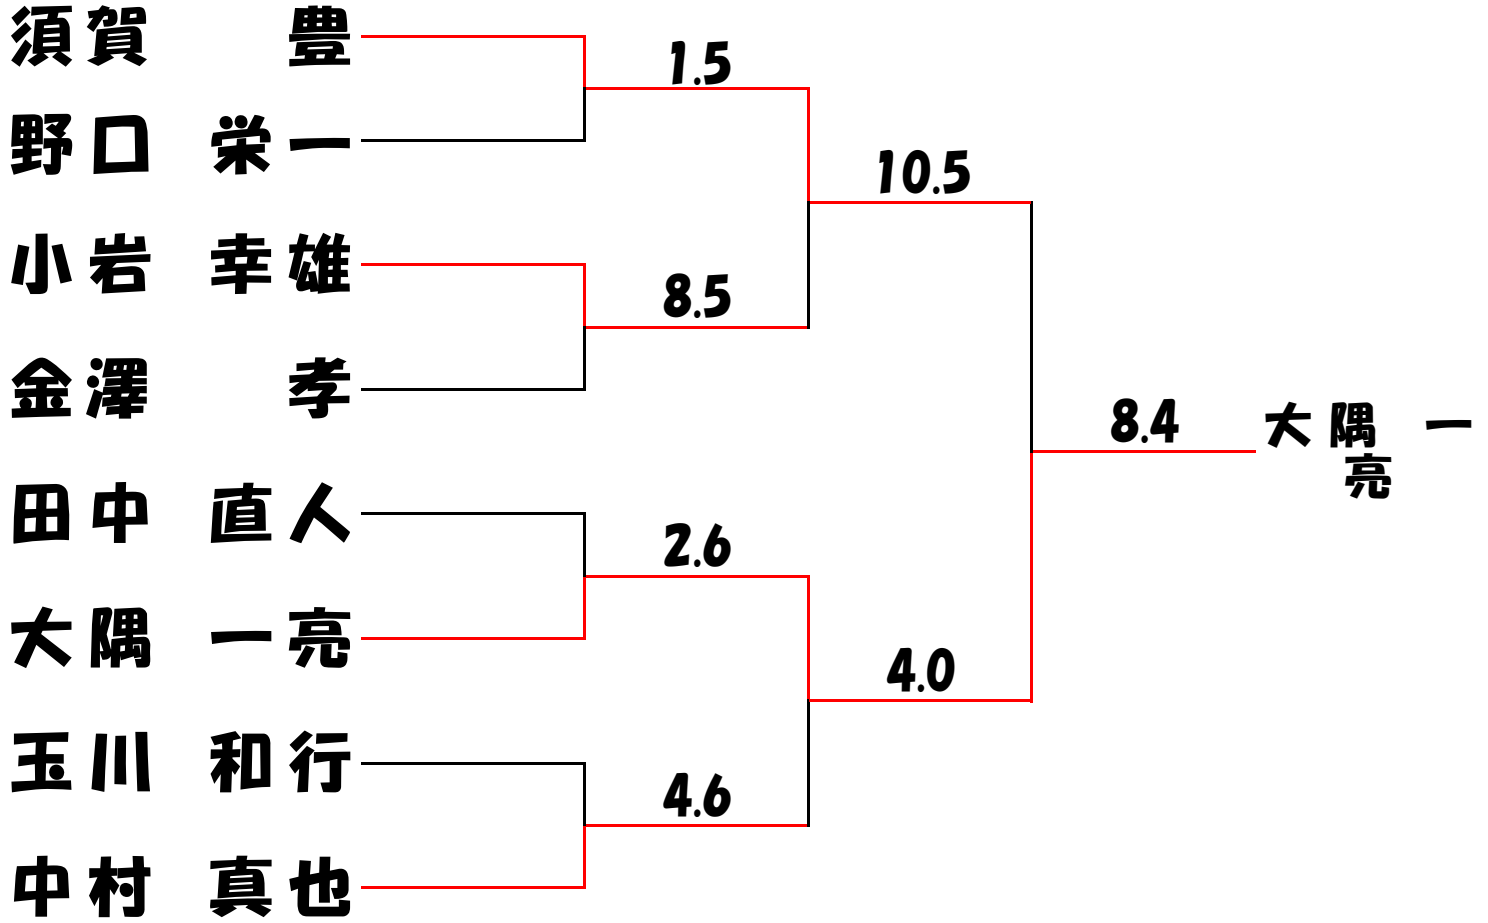 須賀　　豊
1.5
野口　栄一
10.5
小岩　幸雄
8.5
金澤　　孝
8.4
大隅　一
亮
田中　直人
2.6
大隅　一亮
4.0
玉川　和行
4.6
中村　真也